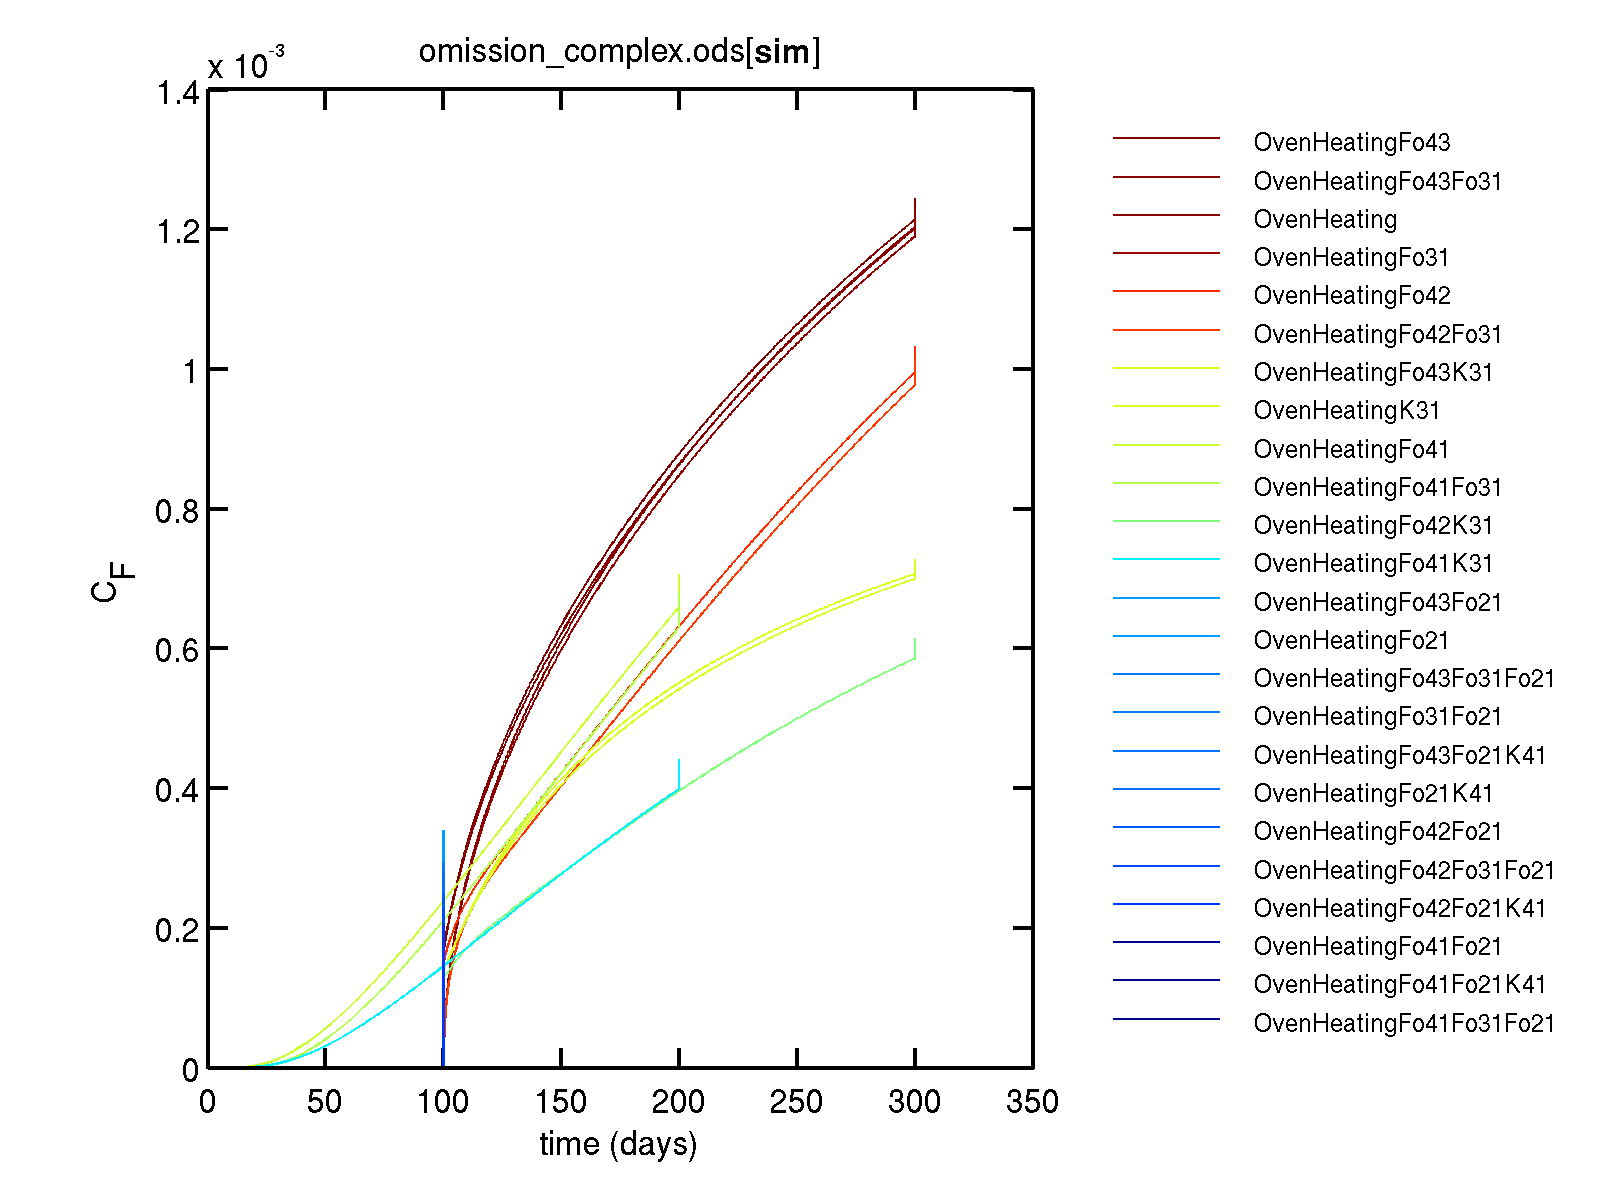 omission_complex.ods[sim]
x 10-3
1.4
1.2
1
0.8
0.6
0.4
0.2
0
CF
0 50 100 150 200 250 300 350
time (days)
OvenHeatingFo43
OvenHeatingFo43Fo31
OvenHeating
OvenHeatingFo31
OvenHeatingFo42
OvenHeatingFo42Fo31
OvenHeatingFo43K31
OvenHeatingK31
OvenHeatingFo41
OvenHeatingFo41Fo31
OvenHeatingFo42K31
OvenHeatingFo41K31
OvenHeatingFo43Fo21
OvenHeatingFo21
OvenHeatingFo43Fo31Fo21
OvenHeatingFo31Fo21
OvenHeatingFo43Fo21K41
OvenHeatingFo21K41
OvenHeatingFo42Fo21
OvenHeatingFo42Fo31Fo21
OvenHeatingFo42Fo21K41
OvenHeatingFo41Fo21
OvenHeatingFo41Fo21K41
OvenHeatingFo41Fo31Fo21